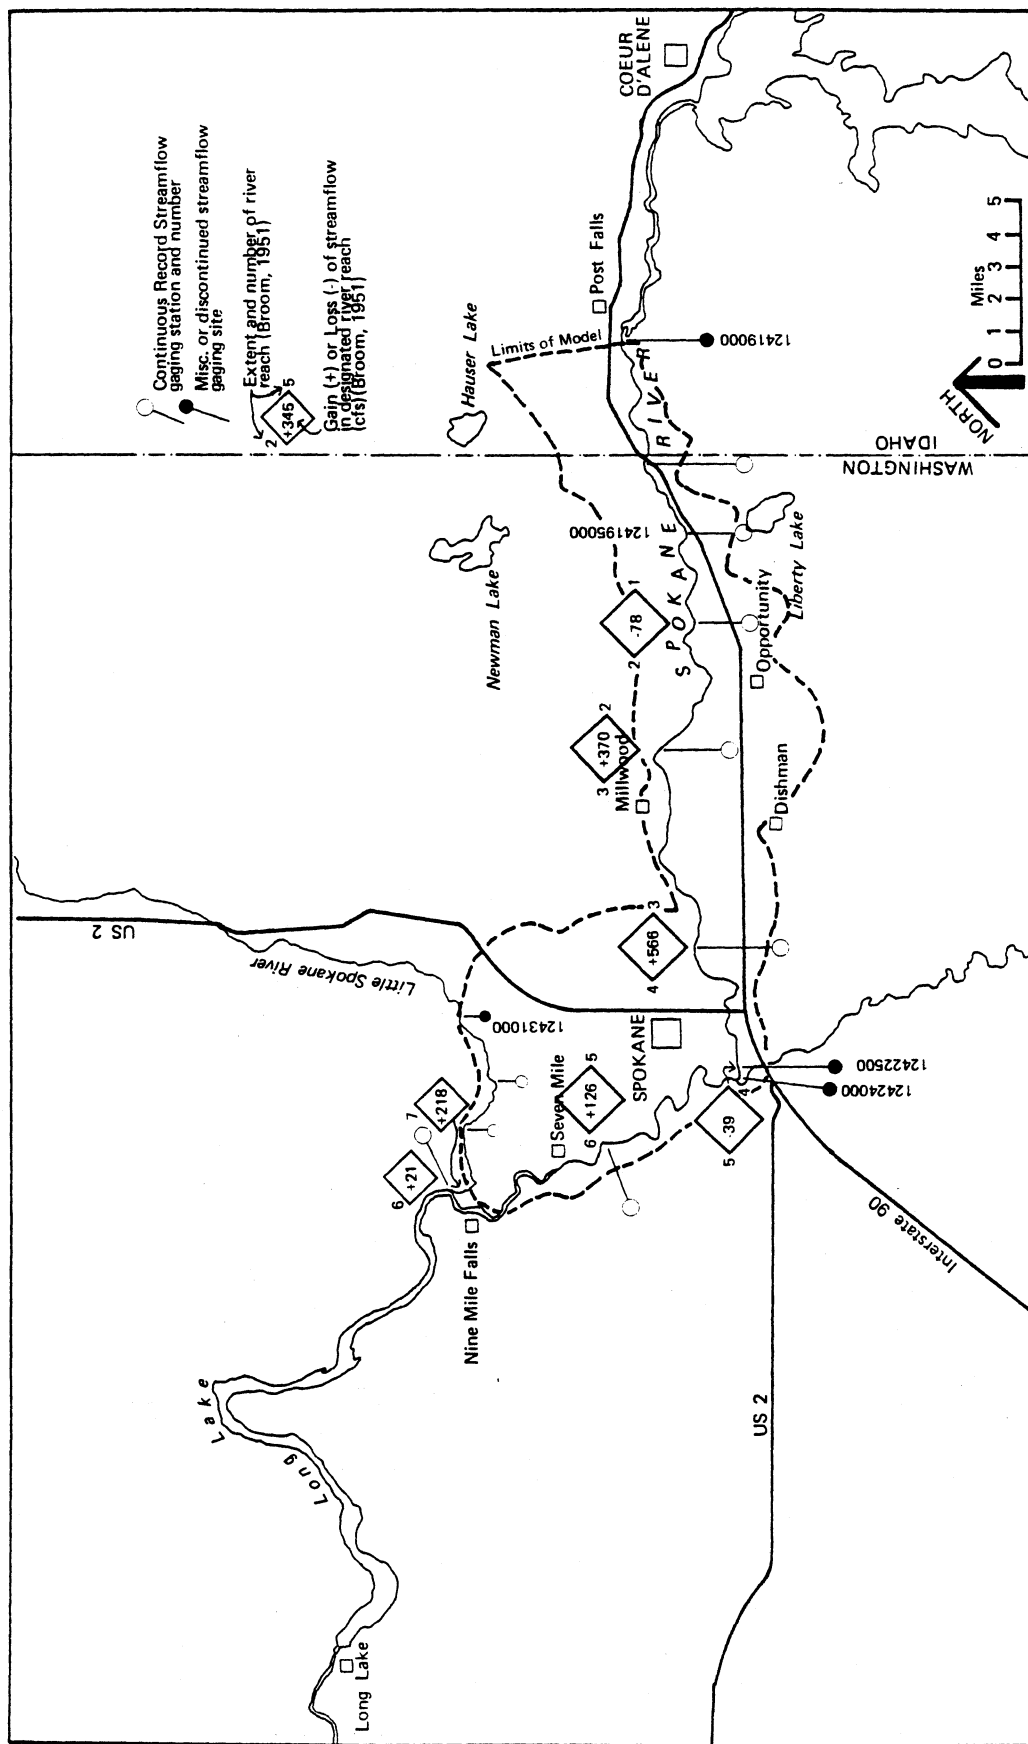 Continuous Record Streamflow
gaging station and number
Misc. or discontinued streamflow
gaging site
Extent and number of river
reach (Broom, 1951)
2 +345 5
Gain (+) or Loss (-) of streamflow
in designated river reach
(cfs) (Broom, 1951)
COEUR
D'ALENE
Post Falls
Hauser Lake
Limits of Model
12419000
Miles
0 1 2 3 4 5
NORTH
IDAHO
WASHINGTON
SPOKANE RIVER
Newman Lake
124195000
Liberty Lake
Opportunity
2 -78 1
3 +370 2
Millwood
Dishman
4 +566 3
US 2
Little Spokane River
12431000
SPOKANE
12422500
12424000
5 -39 4
6 +126 5
Seven Mile
+218 7
6 +21
Nine Mile Falls
Interstate 90
US 2
Long Lake
Long Lake